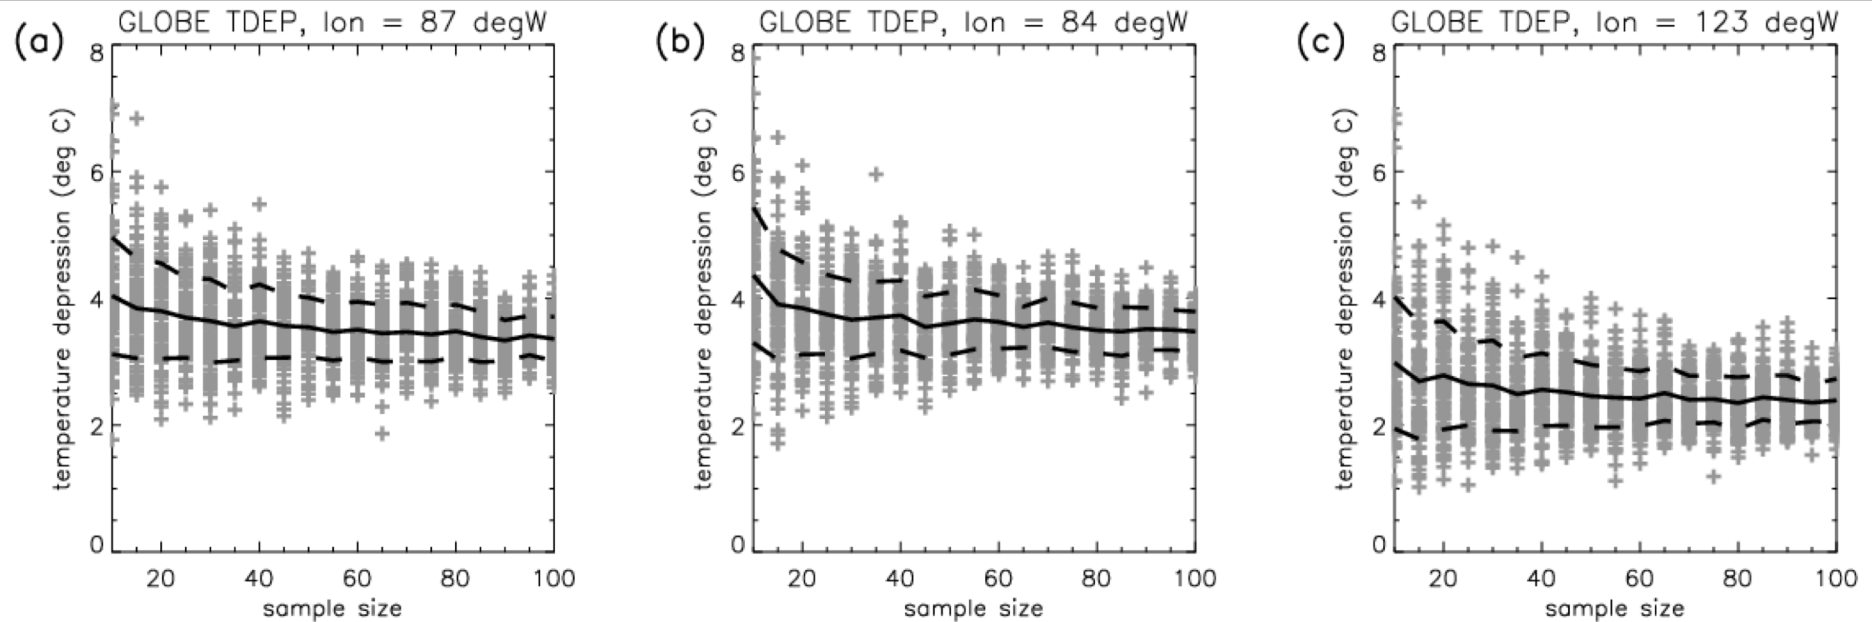 (a)
GLOBE TDEP, lon = 87 degW
temperature depression (deg C)
8
6
4
2
0
20 40 60 80 100
sample size
(b)
GLOBE TDEP, lon = 84 degW
temperature depression (deg C)
8
6
4
2
0
20 40 60 80 100
sample size
(c)
GLOBE TDEP, lon = 123 degW
temperature depression (deg C)
8
6
4
2
0
20 40 60 80 100
sample size